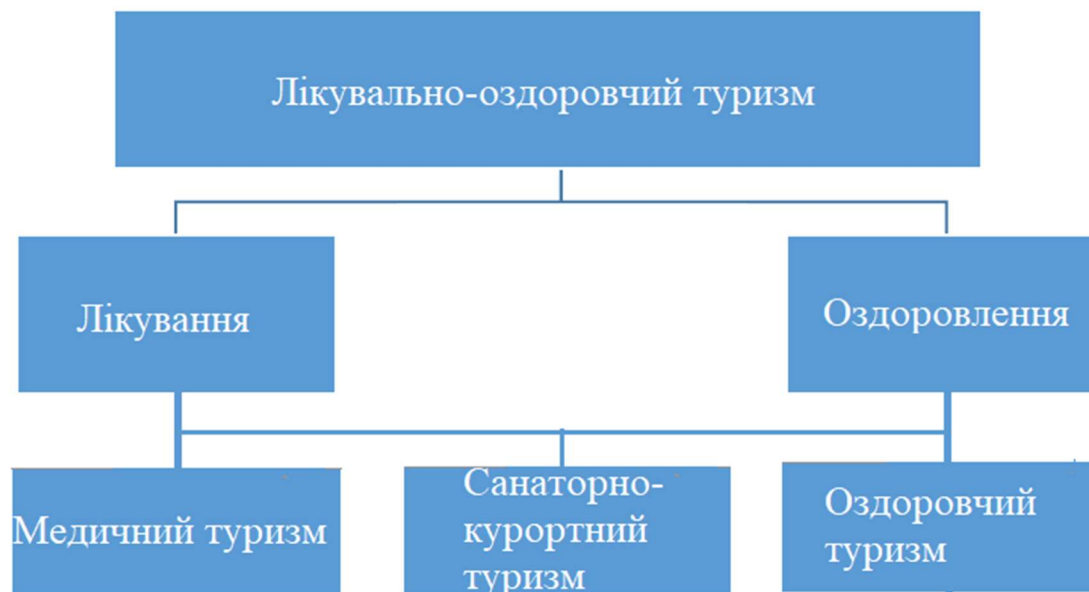 Лікувально-оздоровчий туризм
Лікування
Оздоровлення
Медичний туризм
Санаторно-
курортний
туризм
Оздоровчий
туризм